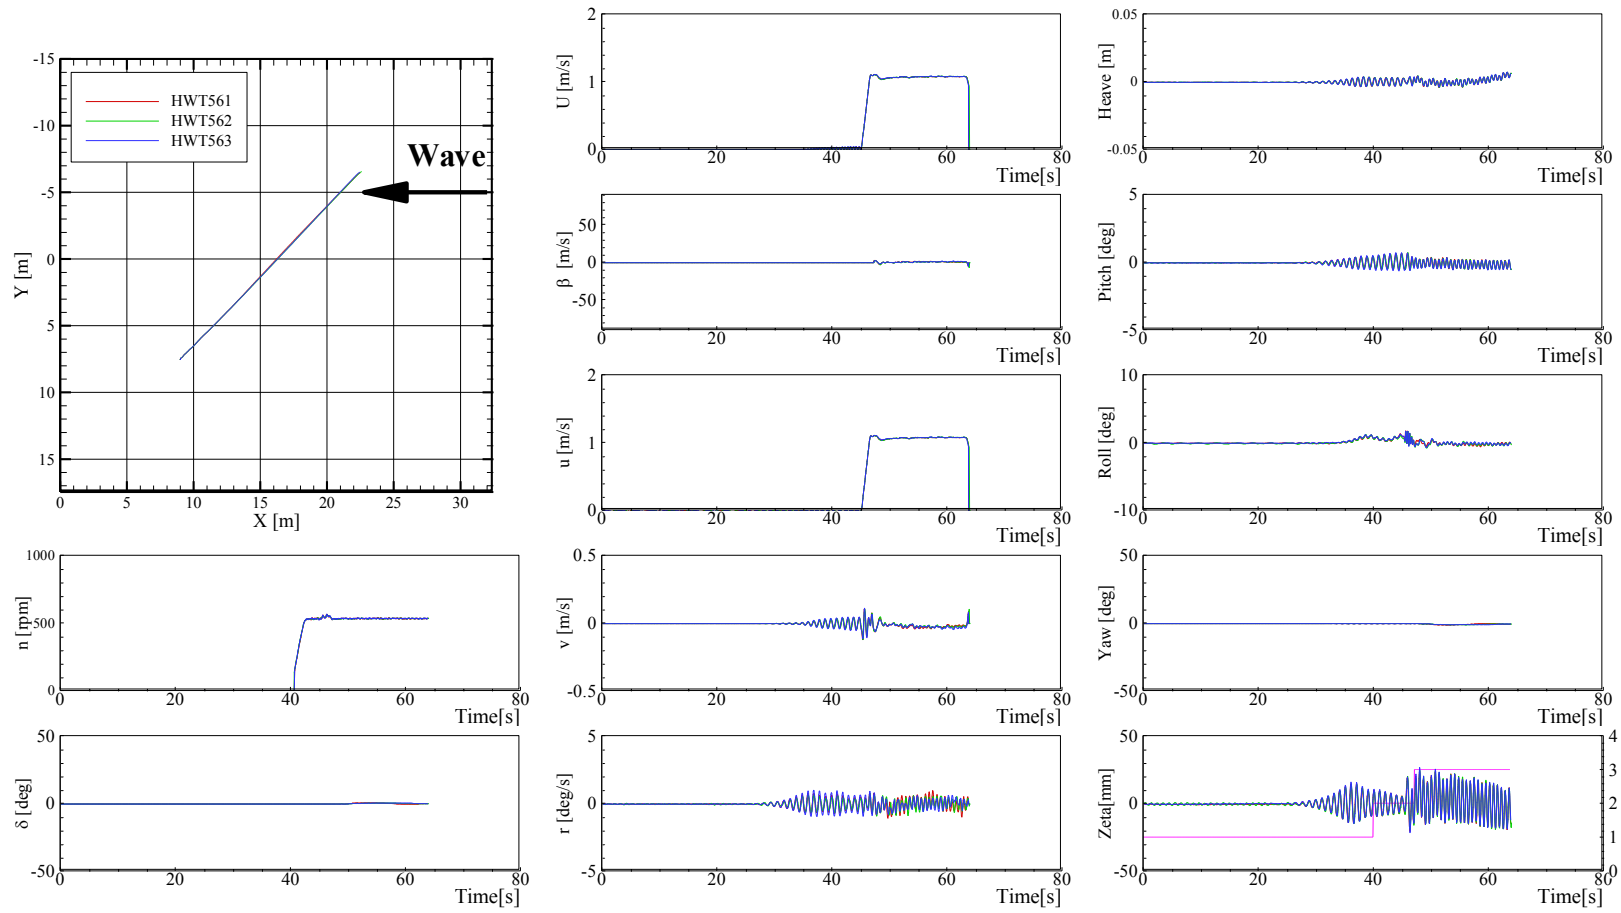 -15
-10
-5
0
5
10
15
Y [m]
HWT561
HWT562
HWT563
Wave
0 5 10 15 20 25 30
X [m]
2
1
0
U [m/s]
0 20 40 60 80
Time[s]
0.05
0
-0.05
Heave [m]
0 20 40 60 80
Time[s]
50
0
-50
β [m/s]
0 20 40 60 80
Time[s]
5
0
-5
Pitch [deg]
0 20 40 60 80
Time[s]
2
1
0
u [m/s]
0 20 40 60 80
Time[s]
10
0
-10
Roll [deg]
0 20 40 60 80
Time[s]
1000
500
0
n [rpm]
0 20 40 60 80
Time[s]
0.5
0
-0.5
v [m/s]
0 20 40 60 80
Time[s]
50
0
-50
Yaw [deg]
0 20 40 60 80
Time[s]
50
0
-50
δ [deg]
0 20 40 60 80
Time[s]
5
0
-5
r [deg/s]
0 20 40 60 80
Time[s]
50
0
-50
Zeta[mm]
4
3
2
1
0
0 20 40 60 80
Time[s]